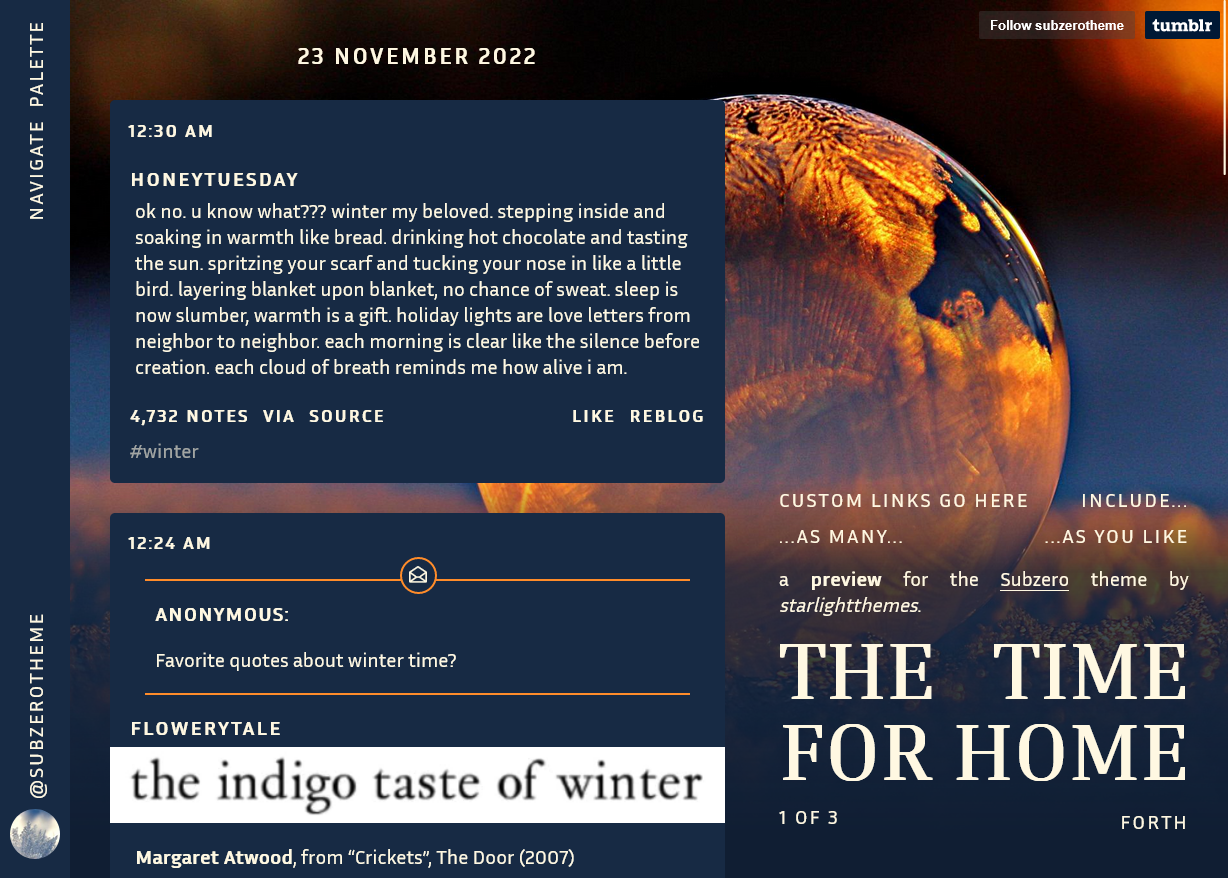 Follow subzerotheme
tumblr
NAVIGATE PALETTE
@SUBZEROTHEME
23 NOVEMBER 2022
12:30 AM
HONEYTUESDAY
ok no. u know what??? winter my beloved. stepping inside and
soaking in warmth like bread. drinking hot chocolate and tasting
the sun. spritzing your scarf and tucking your nose in like a little
bird. layering blanket upon blanket, no chance of sweat. sleep is
now slumber, warmth is a gift. holiday lights are love letters from
neighbor to neighbor. each morning is clear like the silence before
creation. each cloud of breath reminds me how alive i am.
4,732 NOTES VIA SOURCE LIKE REBLOG
#winter
12:24 AM
ANONYMOUS:
Favorite quotes about winter time?
FLOWERYTALE
the indigo taste of winter
Margaret Atwood, from “Crickets”, The Door (2007)
CUSTOM LINKS GO HERE INCLUDE...
...AS MANY... ...AS YOU LIKE
a preview for the Subzero theme by
starlightthemes.
THE TIME
FOR HOME
1 OF 3
FORTH